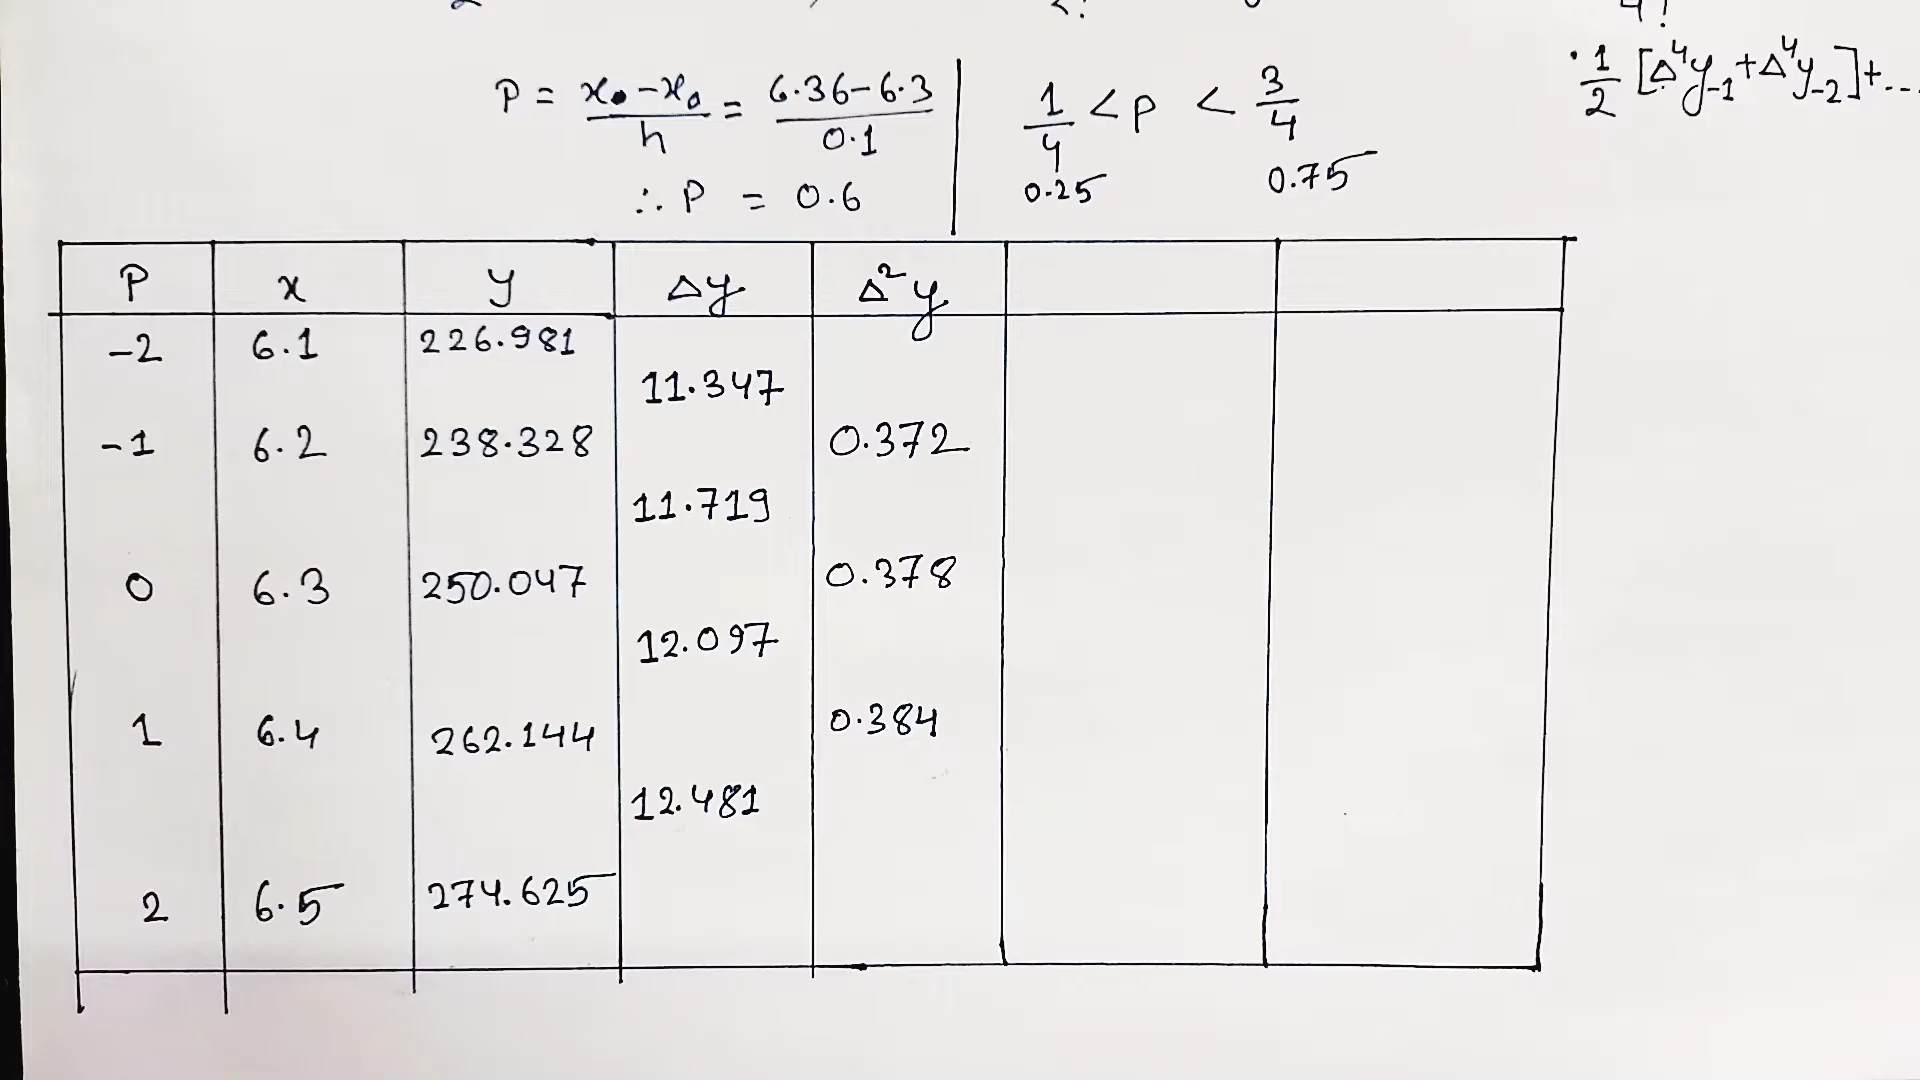 4!
· 1/2 [Δ⁴y₋₁+Δ⁴y₋₂]+...
P = x-x₀/h = 6.36-6.3/0.1
1/4 < p < 3/4
0.25 0.75
∴ P = 0.6
P x y Δy Δ²y
-2 6.1 226.981
11.347
-1 6.2 238.328 0.372
11.719
0 6.3 250.047 0.378
12.097
1 6.4 262.144 0.384
12.481
2 6.5 274.625